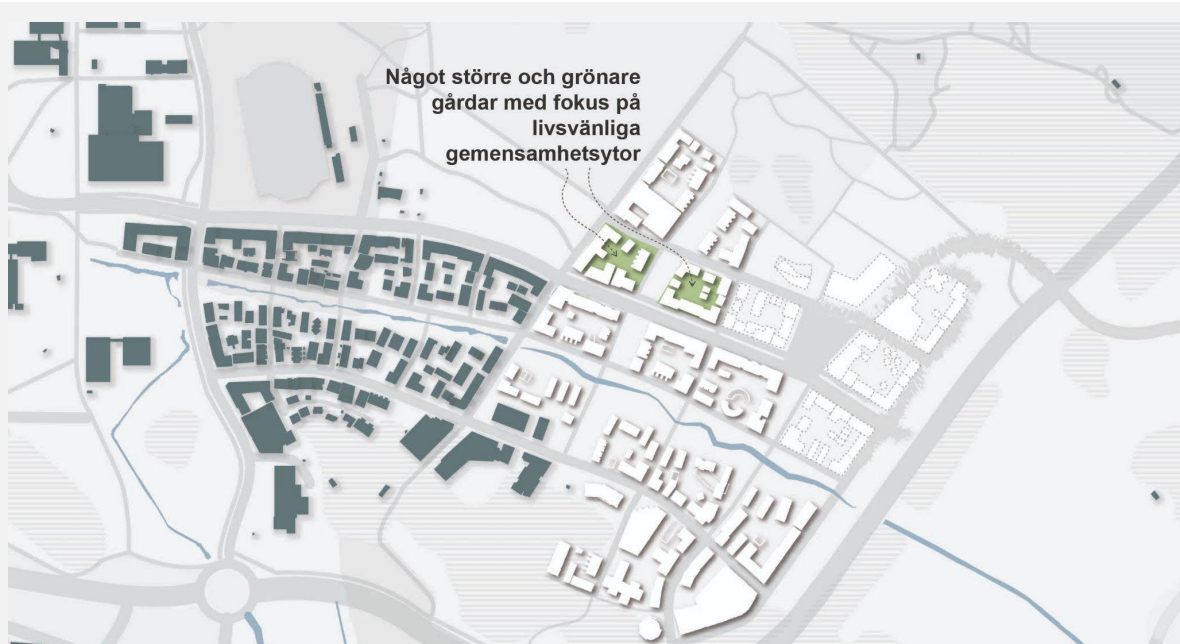 Något större och grönare
gårdar med fokus på
livsvänliga
gemensamhetsytor